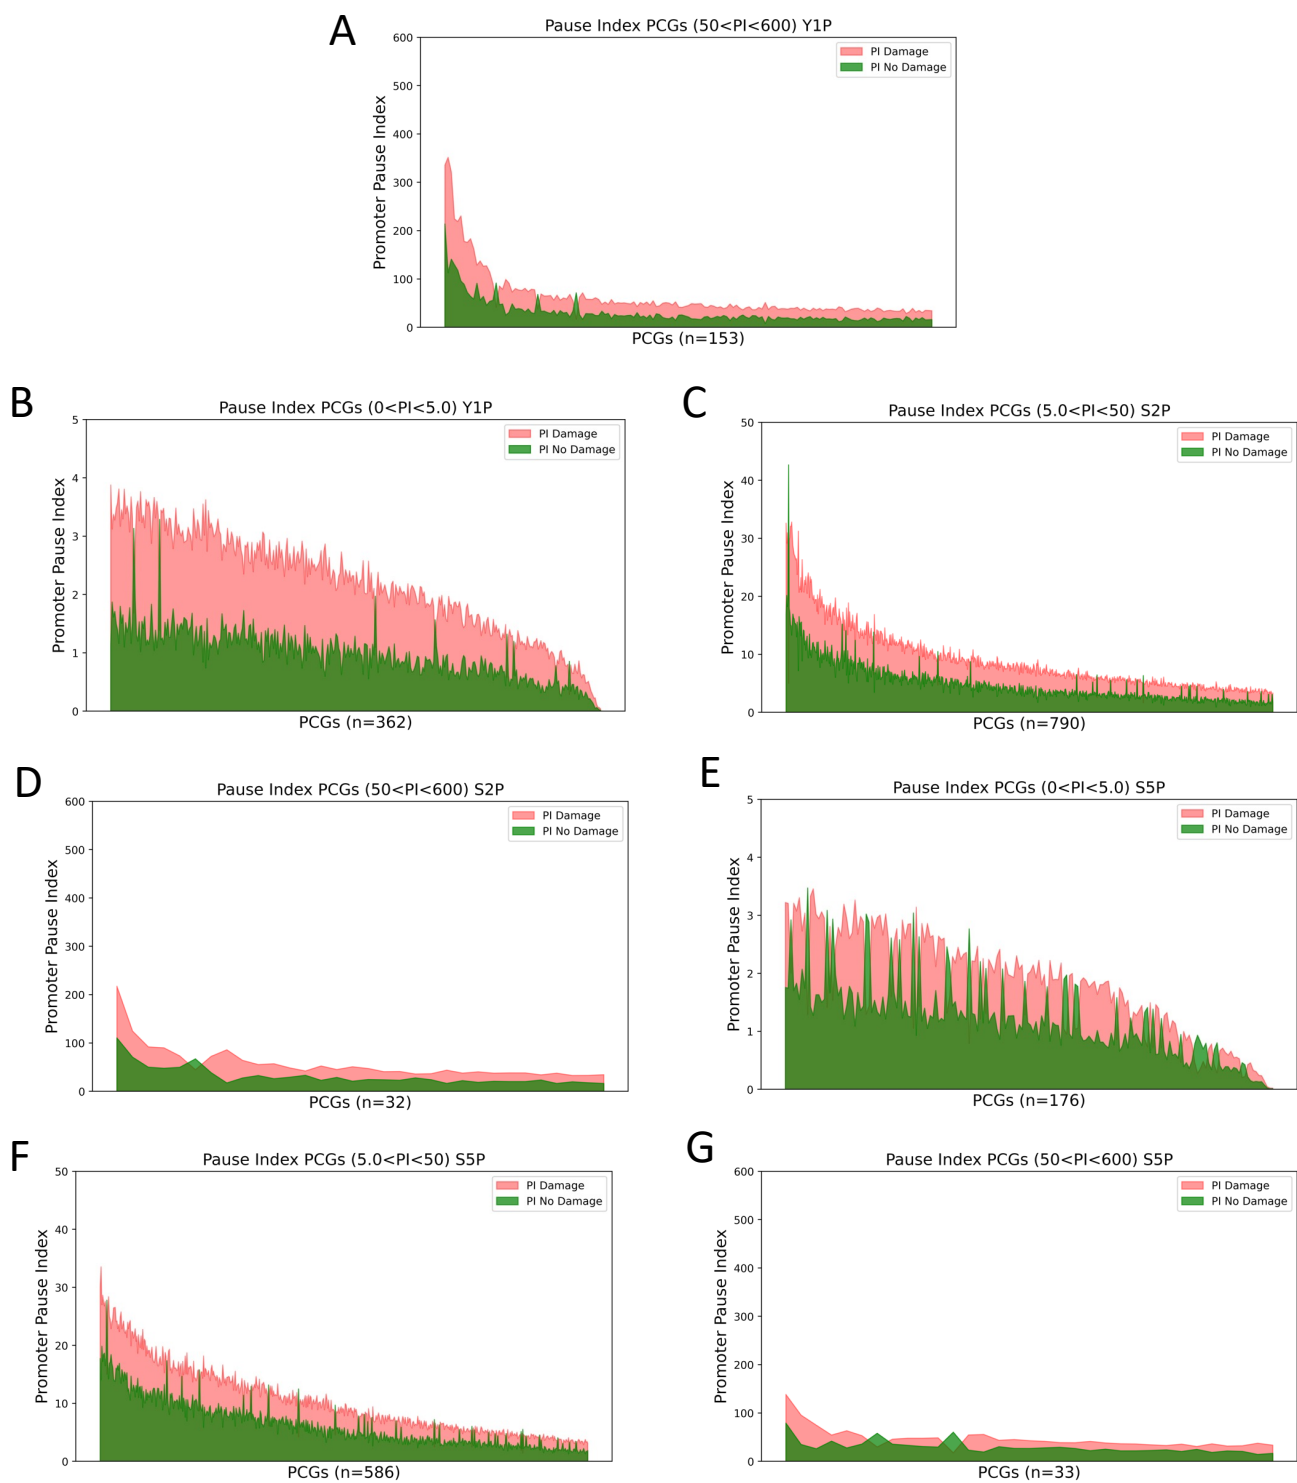 A
Pause Index PCGs (50<PI<600) Y1P
PI Damage
PI No Damage
Promoter Pause Index
600
500
400
300
200
100
0
PCGs (n=153)
B
Pause Index PCGs (0<PI<5.0) Y1P
PI Damage
PI No Damage
Promoter Pause Index
5
4
3
2
1
0
PCGs (n=362)
C
Pause Index PCGs (5.0<PI<50) S2P
PI Damage
PI No Damage
Promoter Pause Index
50
40
30
20
10
0
PCGs (n=790)
D
Pause Index PCGs (50<PI<600) S2P
PI Damage
PI No Damage
Promoter Pause Index
600
500
400
300
200
100
0
PCGs (n=32)
E
Pause Index PCGs (0<PI<5.0) S5P
PI Damage
PI No Damage
Promoter Pause Index
5
4
3
2
1
0
PCGs (n=176)
F
Pause Index PCGs (5.0<PI<50) S5P
PI Damage
PI No Damage
Promoter Pause Index
50
40
30
20
10
0
PCGs (n=586)
G
Pause Index PCGs (50<PI<600) S5P
PI Damage
PI No Damage
Promoter Pause Index
600
500
400
300
200
100
0
PCGs (n=33)